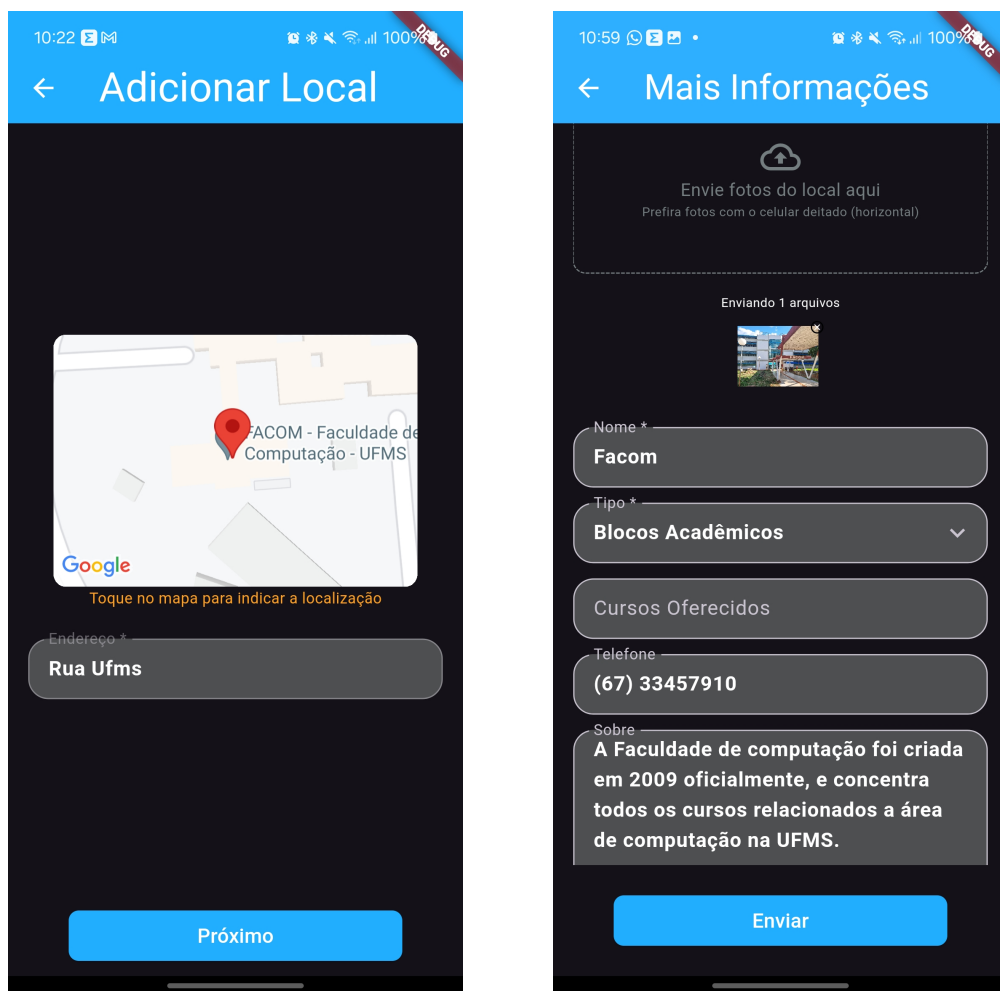 10:22
100%
DEBUG
Adicionar Local
FACOM - Faculdade de
Computação - UFMS
Google
Toque no mapa para indicar a localização
Endereço *
Rua Ufms
Próximo
10:59
100%
DEBUG
Mais Informações
Envie fotos do local aqui
Prefira fotos com o celular deitado (horizontal)
Enviando 1 arquivos
Nome *
Facom
Tipo *
Blocos Acadêmicos
Cursos Oferecidos
Telefone
(67) 33457910
Sobre
A Faculdade de computação foi criada
em 2009 oficialmente, e concentra
todos os cursos relacionados a área
de computação na UFMS.
Enviar